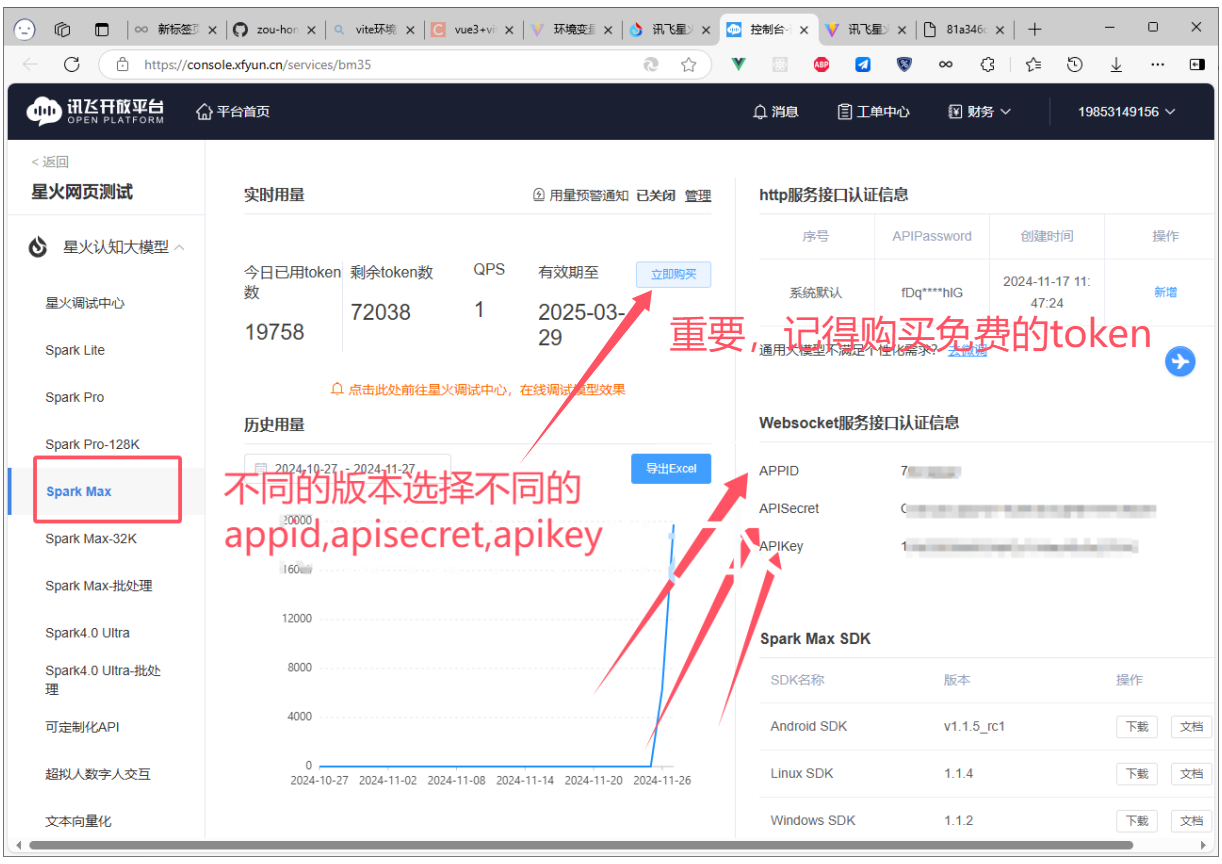 新标签页
zou-hon
vite环境
vue3+vi
环境变量
讯飞星
控制台-
讯飞星
81a346
https://console.xfyun.cn/services/bm35
讯飞开放平台
OPEN PLATFORM
平台首页
消息
工单中心
财务
19853149156
< 返回
星火网页测试
星火认知大模型
星火调试中心
Spark Lite
Spark Pro
Spark Pro-128K
Spark Max
Spark Max-32K
Spark Max-批处理
Spark4.0 Ultra
Spark4.0 Ultra-批处
理
可定制化API
超拟人数字人交互
文本向量化
实时用量
用量预警通知 已关闭 管理
今日已用token
数
19758
剩余token数
72038
QPS
1
有效期至
2025-03-
29
立即购买
重要，记得购买免费的token
点击此处前往星火调试中心，在线调试模型效果
历史用量
2024-10-27 - 2024-11-27
导出Excel
不同的版本选择不同的
appid,apisecret,apikey
20000
16000
12000
8000
4000
0
2024-10-27 2024-11-02 2024-11-08 2024-11-14 2024-11-20 2024-11-26
http服务接口认证信息
序号 APIPassword 创建时间 操作
系统默认 fDq****hIG 2024-11-17 11:
47:24 新增
通用大模型不满足个性化需求? 去微调
Websocket服务接口认证信息
APPID 7
APISecret
APIKey 1
Spark Max SDK
SDK名称 版本 操作
Android SDK v1.1.5_rc1 下载 文档
Linux SDK 1.1.4 下载 文档
Windows SDK 1.1.2 下载 文档